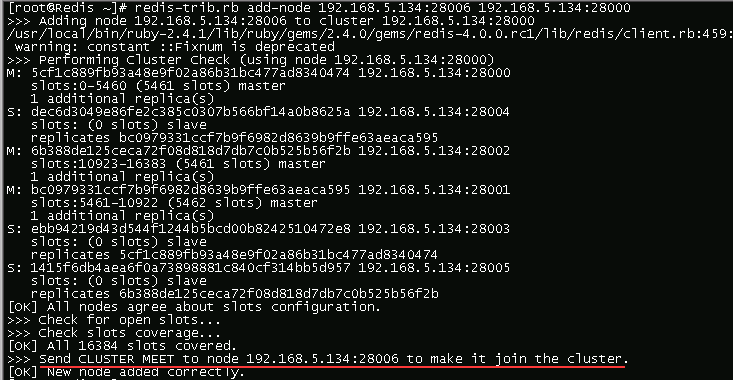 [root@Redis ~]# redis-trib.rb add-node 192.168.5.134:28006 192.168.5.134:28000
>>> Adding node 192.168.5.134:28006 to cluster 192.168.5.134:28000
/usr/local/bin/ruby-2.4.1/lib/ruby/gems/2.4.0/gems/redis-4.0.0.rc1/lib/redis/client.rb:459:
warning: constant ::Fixnum is deprecated
>>> Performing Cluster Check (using node 192.168.5.134:28000)
M: 5cf1c889fb93a48e9f02a86b31bc477ad8340474 192.168.5.134:28000
slots:0-5460 (5461 slots) master
1 additional replica(s)
S: dec6d3049e86fe2c385c0307b566bf14a0b8625a 192.168.5.134:28004
slots: (0 slots) slave
replicates bc0979331ccf7b9f6982d8639b9ffe63aeaca595
M: 6b388de125ceca72f08d818d7db7c0b525b56f2b 192.168.5.134:28002
slots:10923-16383 (5461 slots) master
1 additional replica(s)
M: bc0979331ccf7b9f6982d8639b9ffe63aeaca595 192.168.5.134:28001
slots:5461-10922 (5462 slots) master
1 additional replica(s)
S: ebb94219d43d544f1244b5bcd00b8242510472e8 192.168.5.134:28003
slots: (0 slots) slave
replicates 5cf1c889fb93a48e9f02a86b31bc477ad8340474
S: 1415f6db4aea6f0a73898881c840cf314bb5d957 192.168.5.134:28005
slots: (0 slots) slave
replicates 6b388de125ceca72f08d818d7db7c0b525b56f2b
[OK] All nodes agree about slots configuration.
>>> Check for open slots...
>>> Check slots coverage...
[OK] All 16384 slots covered.
>>> Send CLUSTER MEET to node 192.168.5.134:28006 to make it join the cluster.
[OK] New node added correctly.